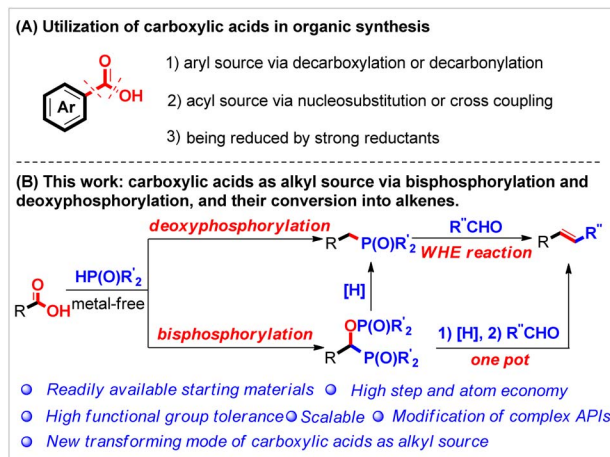 (A) Utilization of carboxylic acids in organic synthesis
O
OH
Ar
1) aryl source via decarboxylation or decarbonylation
2) acyl source via nucleosubstitution or cross coupling
3) being reduced by strong reductants
(B) This work: carboxylic acids as alkyl source via bisphosphorylation and
deoxyphosphorylation, and their conversion into alkenes.
deoxyphosphorylation
R P(O)R'2
R"CHO
WHE reaction
R R"
HP(O)R'2
metal-free
O
R OH
[H]
bisphosphorylation
OP(O)R'2
R P(O)R'2
1) [H], 2) R"CHO
one pot
Readily available starting materials High step and atom economy
High functional group tolerance Scalable Modification of complex APIs
New transforming mode of carboxylic acids as alkyl source